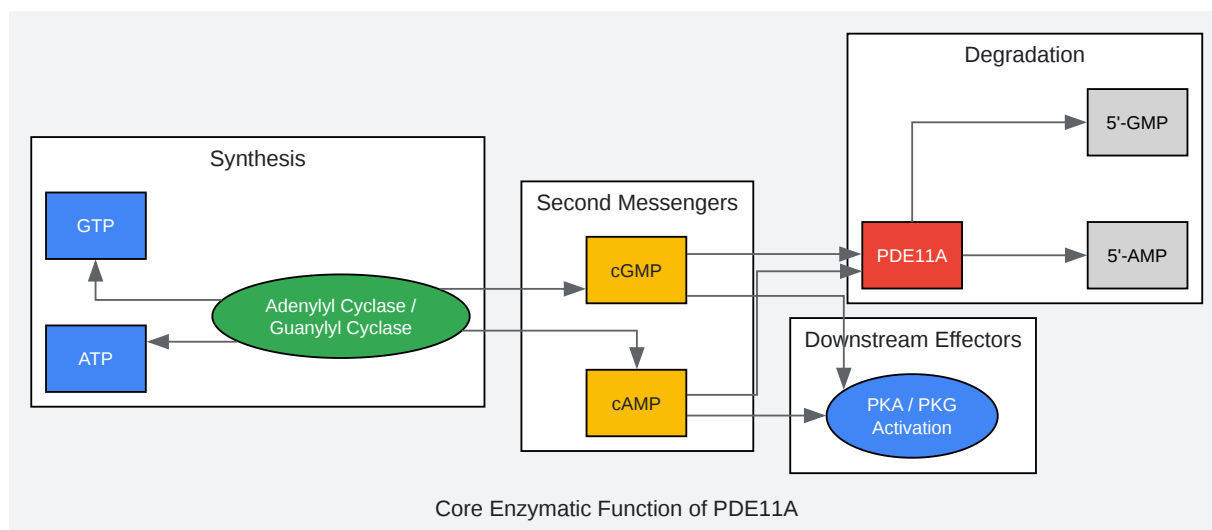 Synthesis
GTP
ATP
Adenylyl Cyclase /
Guanylyl Cyclase
Second Messengers
cGMP
cAMP
Degradation
5'-GMP
PDE11A
5'-AMP
Downstream Effectors
PKA / PKG
Activation
Core Enzymatic Function of PDE11A